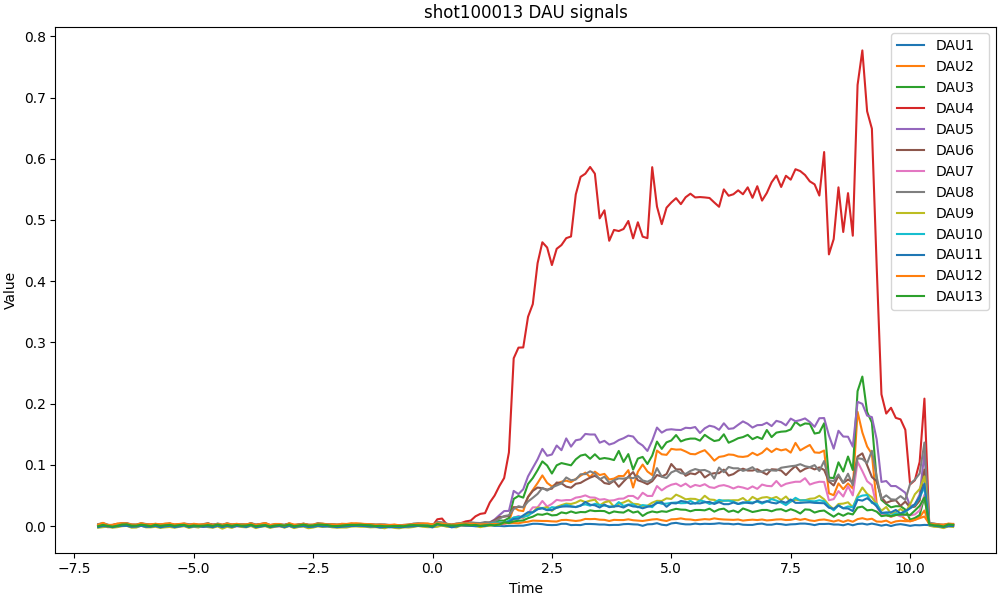 shot100013 DAU signals
Value
0.8
0.7
0.6
0.5
0.4
0.3
0.2
0.1
0.0
−7.5
−5.0
−2.5
0.0
2.5
5.0
7.5
10.0
Time
DAU1
DAU2
DAU3
DAU4
DAU5
DAU6
DAU7
DAU8
DAU9
DAU10
DAU11
DAU12
DAU13